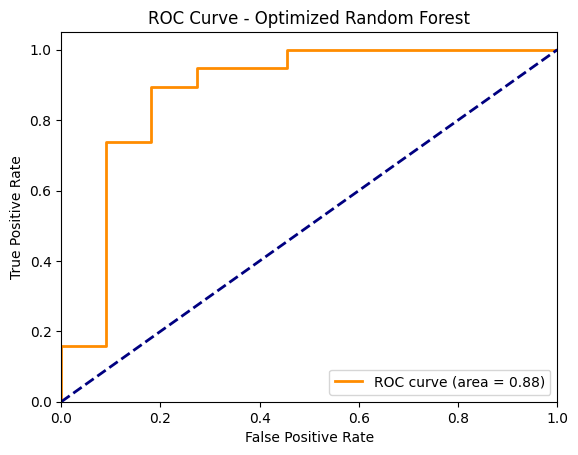 ROC Curve - Optimized Random Forest
True Positive Rate
1.0
0.8
0.6
0.4
0.2
0.0
ROC curve (area = 0.88)
0.0 0.2 0.4 0.6 0.8 1.0
False Positive Rate